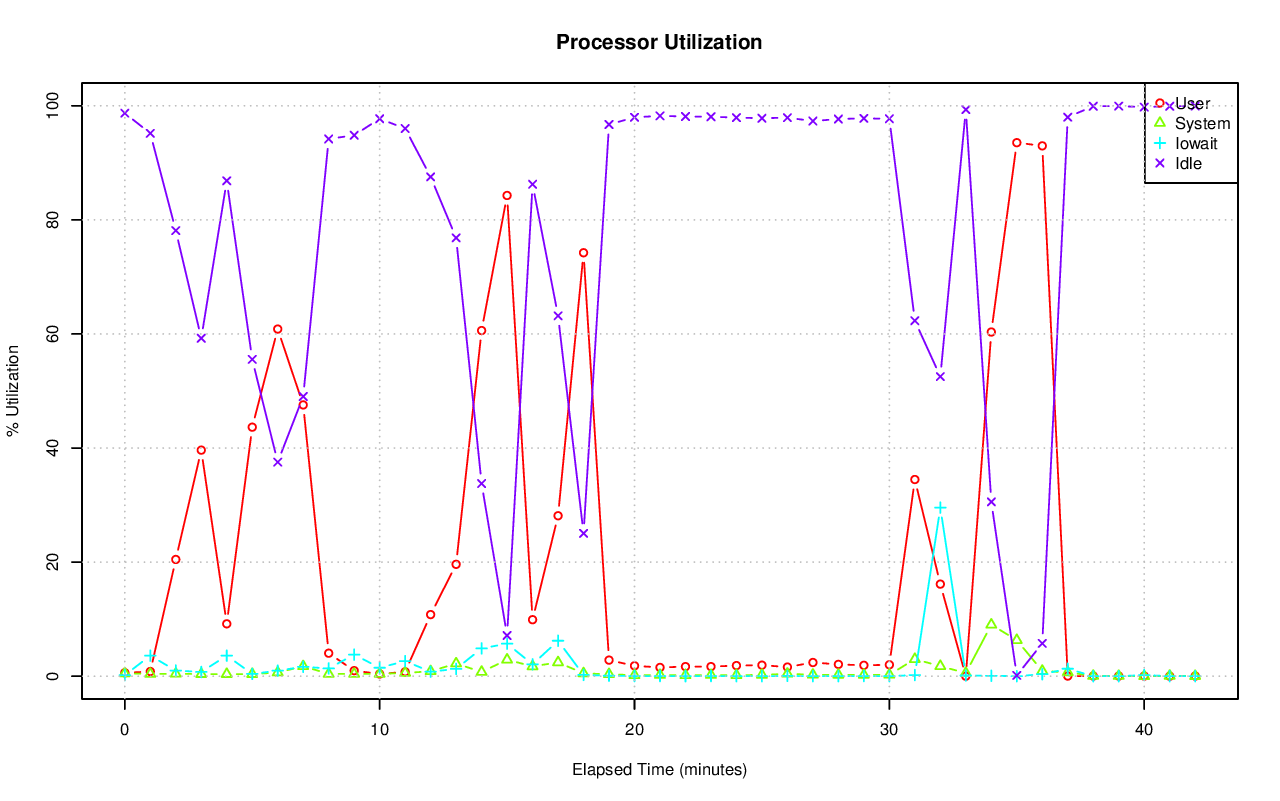 Processor Utilization
100
80
60
40
20
0
% Utilization
User
System
Iowait
Idle
0 10 20 30 40
Elapsed Time (minutes)